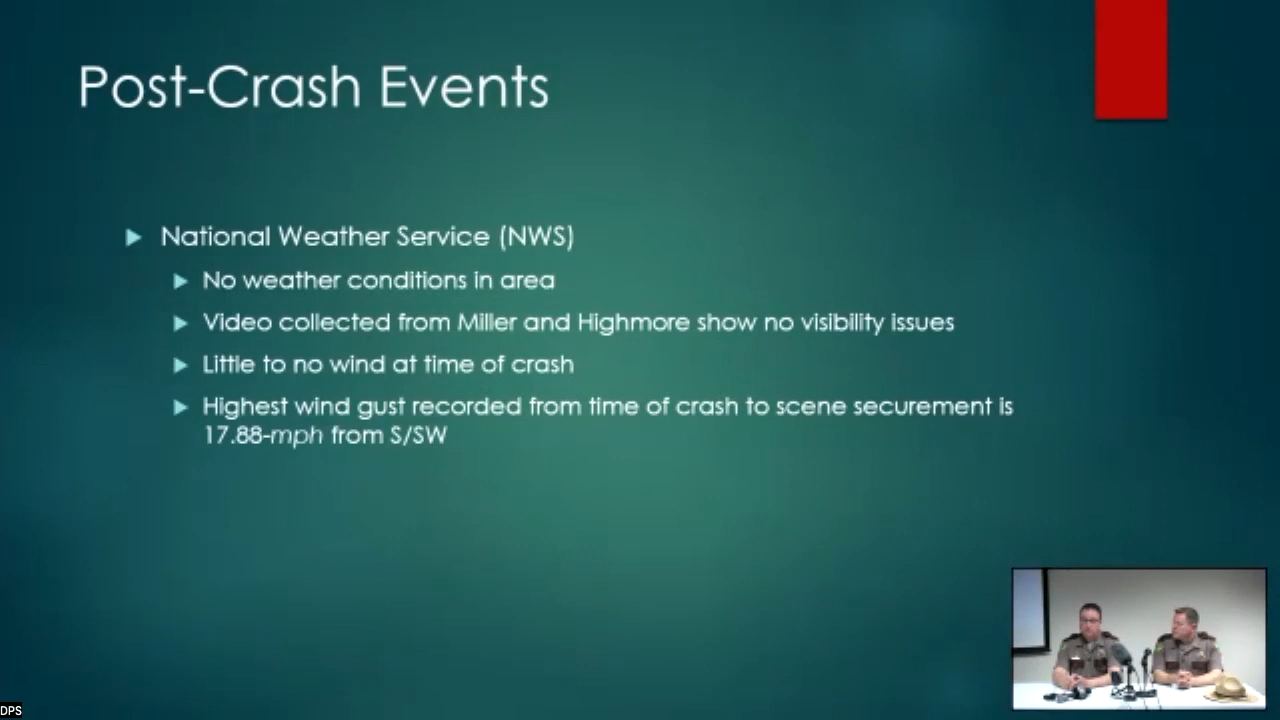 Post-Crash Events
National Weather Service (NWS)
No weather conditions in area
Video collected from Miller and Highmore show no visibility issues
Little to no wind at time of crash
Highest wind gust recorded from time of crash to scene securement is
17.88-mph from S/SW
DPS